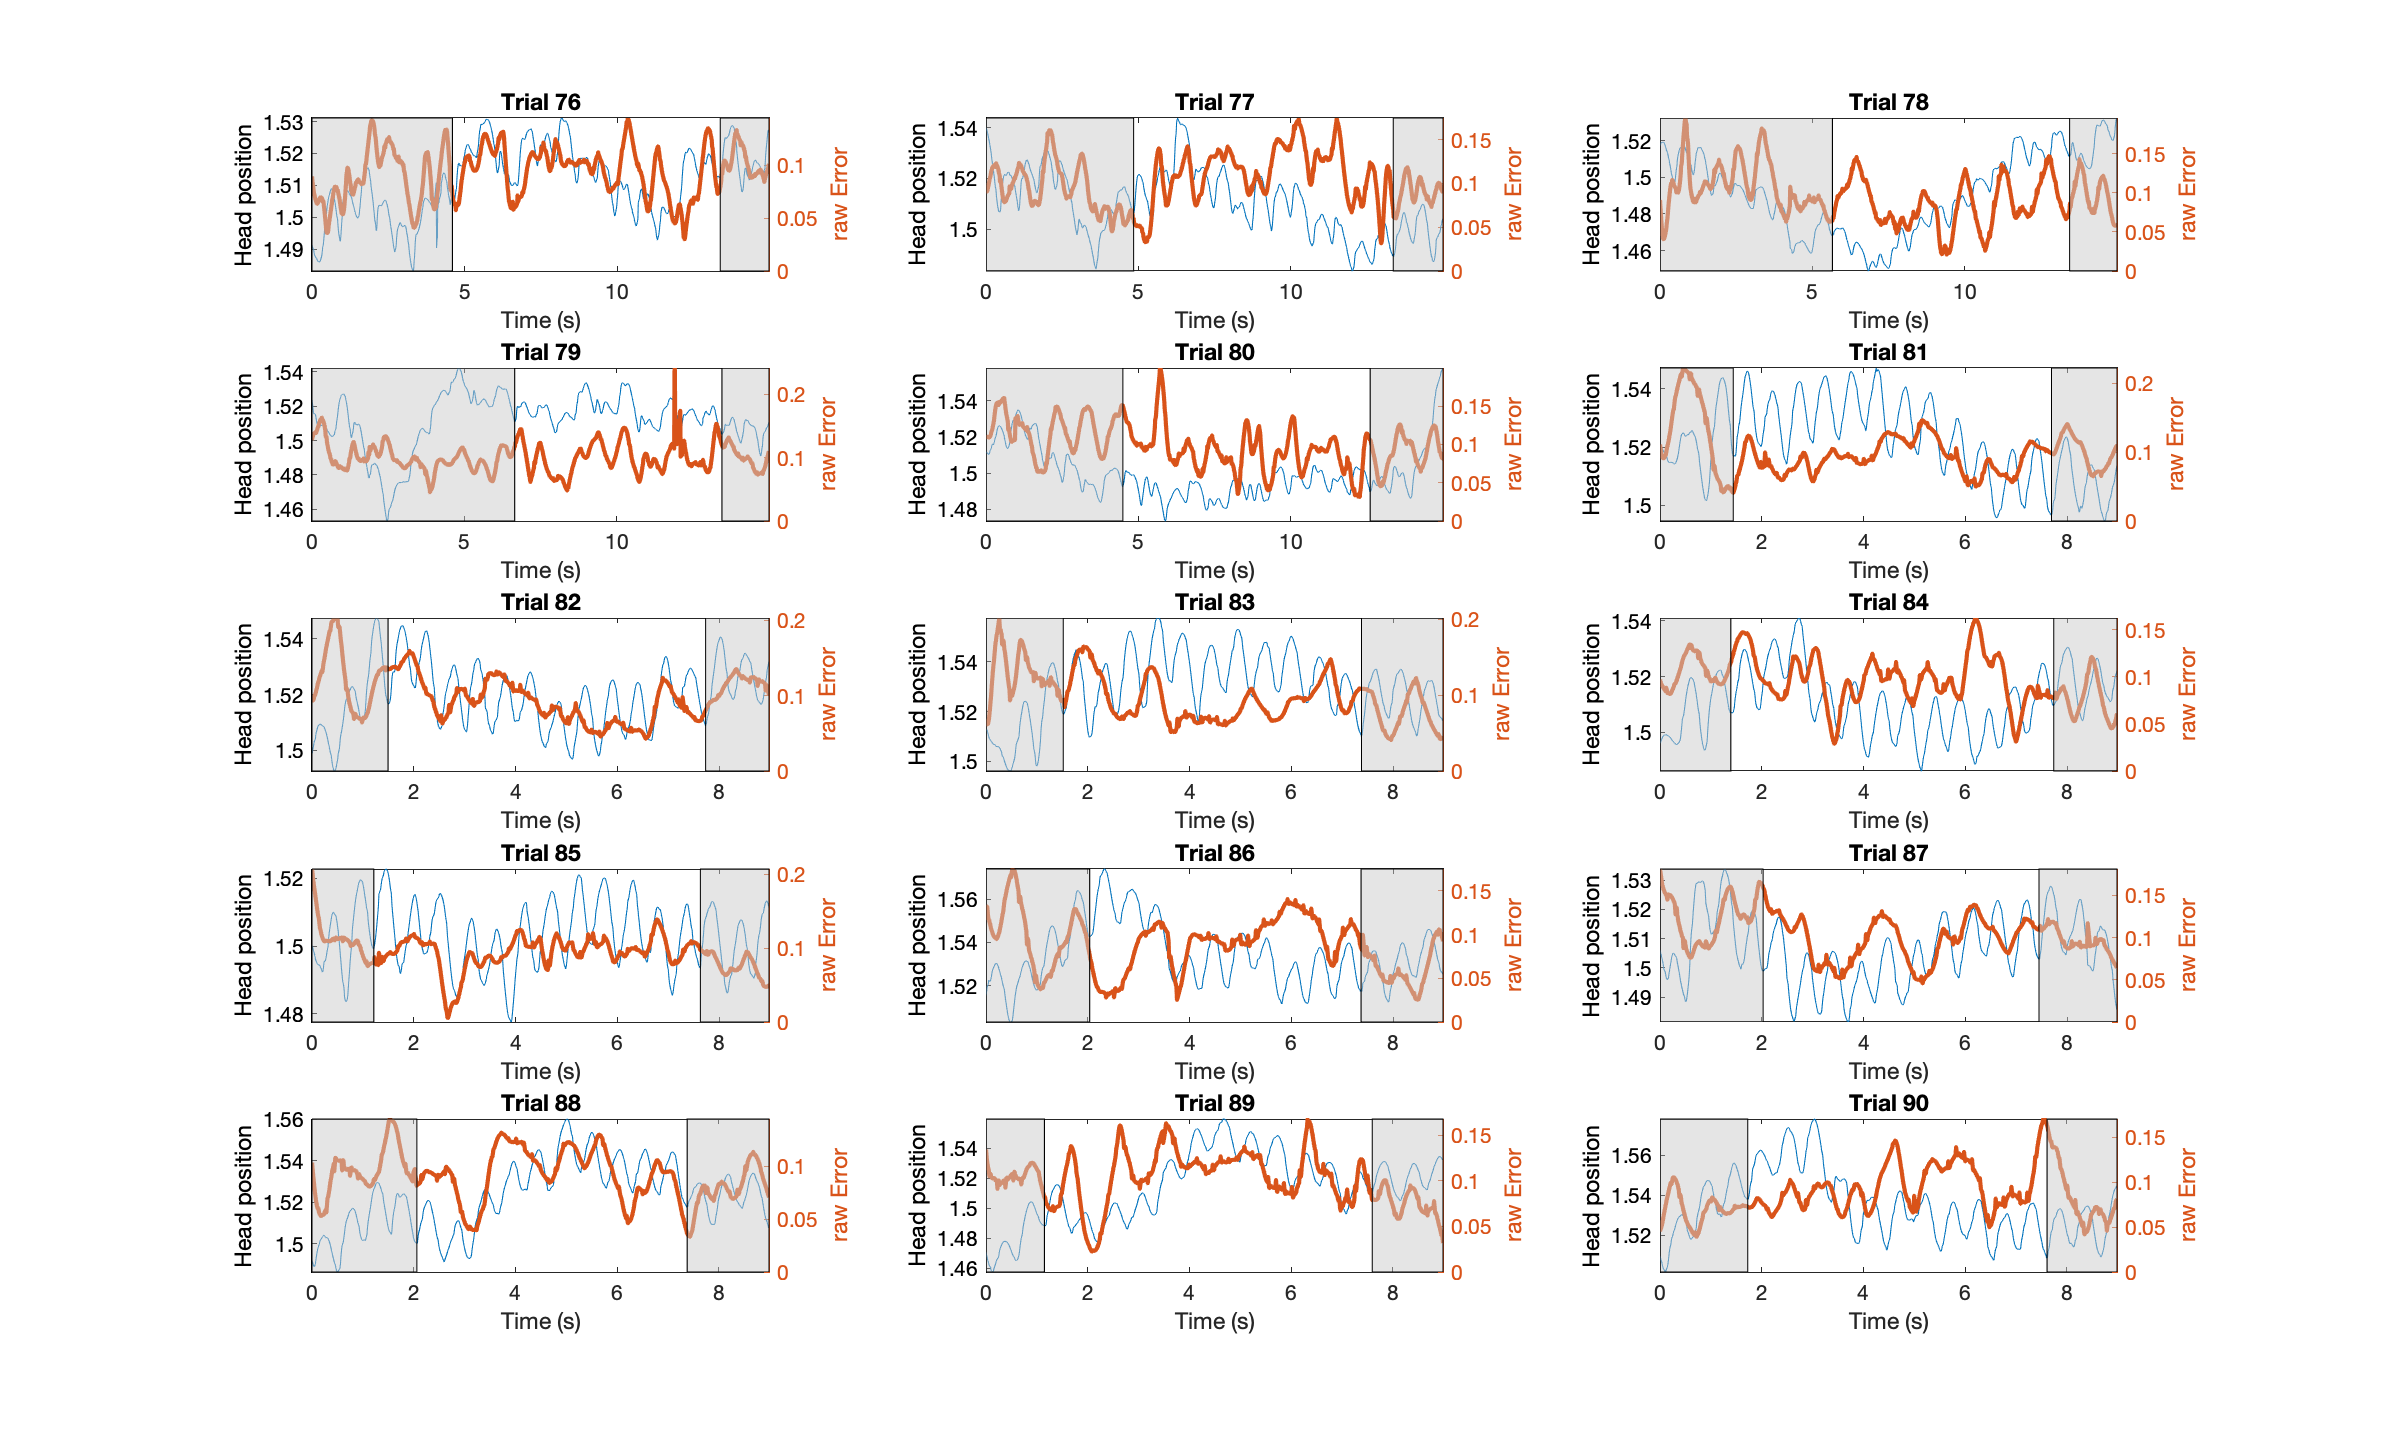 Trial 76
Head position
1.53
1.52
1.51
1.5
1.49
0.1
0.05
0
raw Error
0 5 10
Time (s)
Trial 77
Head position
1.54
1.52
1.5
0.15
0.1
0.05
0
raw Error
0 5 10
Time (s)
Trial 78
Head position
1.52
1.5
1.48
1.46
0.15
0.1
0.05
0
raw Error
0 5 10
Time (s)
Trial 79
Head position
1.54
1.52
1.5
1.48
1.46
0.2
0.1
0
raw Error
0 5 10
Time (s)
Trial 80
Head position
1.54
1.52
1.5
1.48
0.15
0.1
0.05
0
raw Error
0 5 10
Time (s)
Trial 81
Head position
1.54
1.52
1.5
0.2
0.1
0
raw Error
0 2 4 6 8
Time (s)
Trial 82
Head position
1.54
1.52
1.5
0.2
0.1
0
raw Error
0 2 4 6 8
Time (s)
Trial 83
Head position
1.54
1.52
1.5
0.2
0.1
0
raw Error
0 2 4 6 8
Time (s)
Trial 84
Head position
1.54
1.52
1.5
0.15
0.1
0.05
0
raw Error
0 2 4 6 8
Time (s)
Trial 85
Head position
1.52
1.5
1.48
0.2
0.1
0
raw Error
0 2 4 6 8
Time (s)
Trial 86
Head position
1.56
1.54
1.52
0.15
0.1
0.05
0
raw Error
0 2 4 6 8
Time (s)
Trial 87
Head position
1.53
1.52
1.51
1.5
1.49
0.15
0.1
0.05
0
raw Error
0 2 4 6 8
Time (s)
Trial 88
Head position
1.56
1.54
1.52
1.5
0.1
0.05
0
raw Error
0 2 4 6 8
Time (s)
Trial 89
Head position
1.54
1.52
1.5
1.48
1.46
0.15
0.1
0.05
0
raw Error
0 2 4 6 8
Time (s)
Trial 90
Head position
1.56
1.54
1.52
0.15
0.1
0.05
0
raw Error
0 2 4 6 8
Time (s)